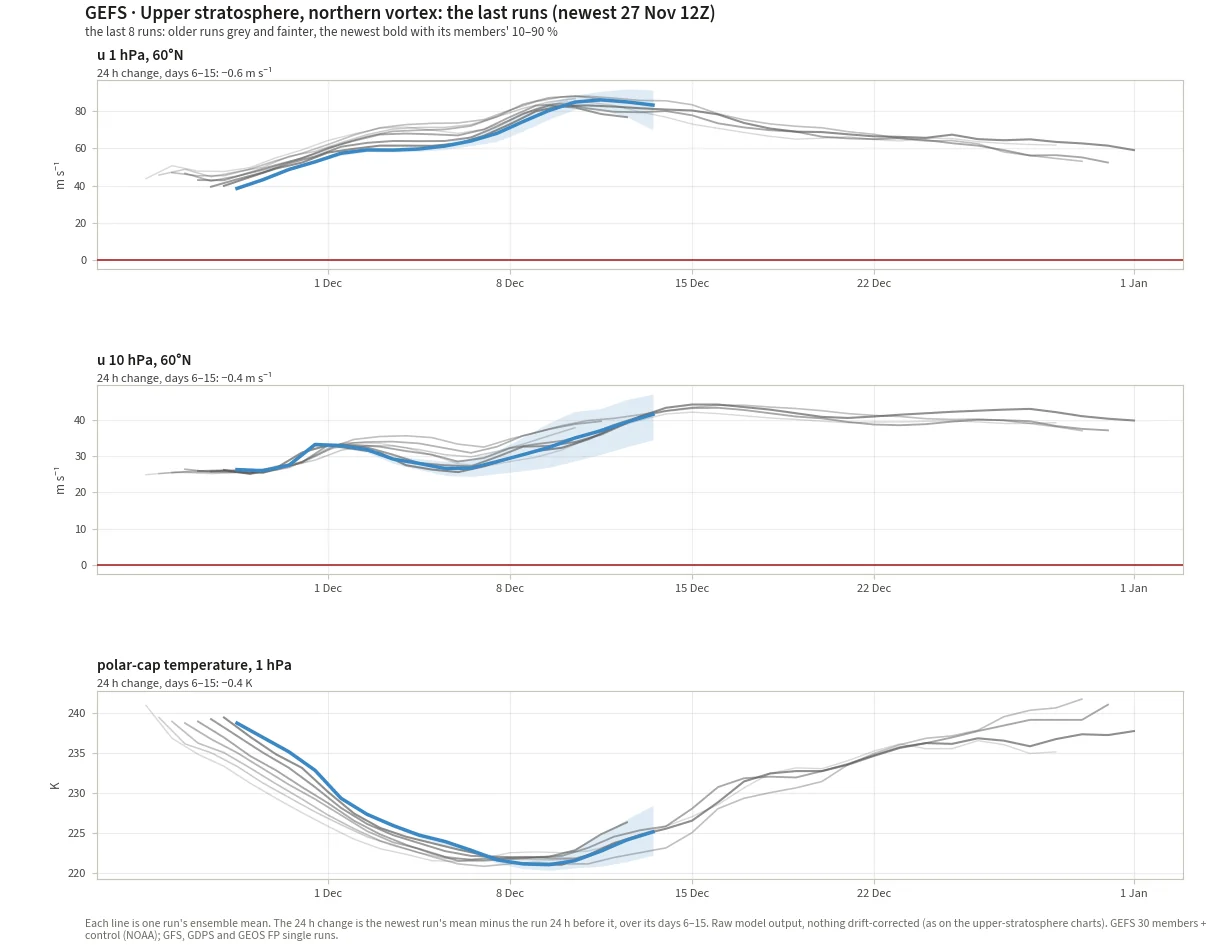 GEFS · Upper stratosphere, northern vortex: the last runs (newest 27 Nov 12Z)
the last 8 runs: older runs grey and fainter, the newest bold with its members' 10–90 %
u 1 hPa, 60°N
24 h change, days 6–15: −0.6 m s⁻¹
80
60
40
20
0
m s⁻¹
1 Dec
8 Dec
15 Dec
22 Dec
1 Jan
u 10 hPa, 60°N
24 h change, days 6–15: −0.4 m s⁻¹
40
30
20
10
0
m s⁻¹
1 Dec
8 Dec
15 Dec
22 Dec
1 Jan
polar-cap temperature, 1 hPa
24 h change, days 6–15: −0.4 K
240
235
230
225
220
K
1 Dec
8 Dec
15 Dec
22 Dec
1 Jan
Each line is one run's ensemble mean. The 24 h change is the newest run's mean minus the run 24 h before it, over its days 6–15. Raw model output, nothing drift-corrected (as on the upper-stratosphere charts). GEFS 30 members +
control (NOAA); GFS, GDPS and GEOS FP single runs.